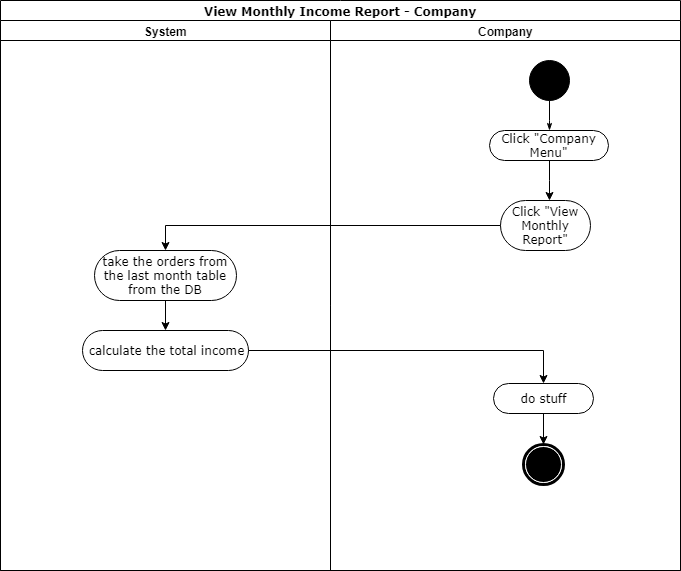 View Monthly Income Report - Company
System
Company
Click "Company
Menu"
Click "View
Monthly
Report"
take the orders from
the last month table
from the DB
calculate the total income
do stuff